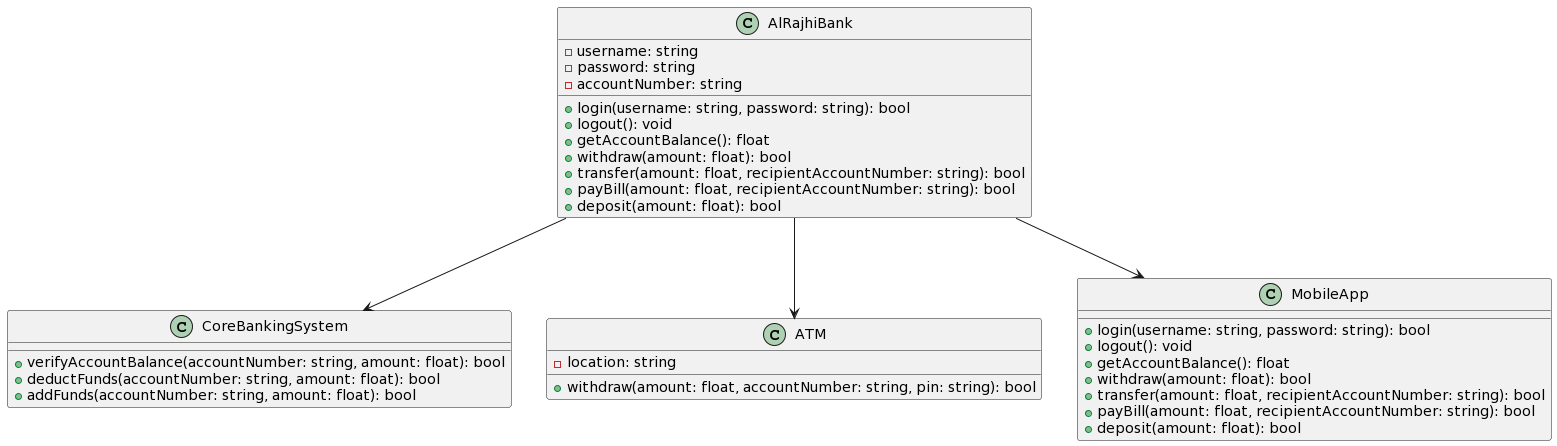 C AlRajhiBank
username: string
password: string
accountNumber: string
login(username: string, password: string): bool
logout(): void
getAccountBalance(): float
withdraw(amount: float): bool
transfer(amount: float, recipientAccountNumber: string): bool
payBill(amount: float, recipientAccountNumber: string): bool
deposit(amount: float): bool
C CoreBankingSystem
verifyAccountBalance(accountNumber: string, amount: float): bool
deductFunds(accountNumber: string, amount: float): bool
addFunds(accountNumber: string, amount: float): bool
C ATM
location: string
withdraw(amount: float, accountNumber: string, pin: string): bool
C MobileApp
login(username: string, password: string): bool
logout(): void
getAccountBalance(): float
withdraw(amount: float): bool
transfer(amount: float, recipientAccountNumber: string): bool
payBill(amount: float, recipientAccountNumber: string): bool
deposit(amount: float): bool